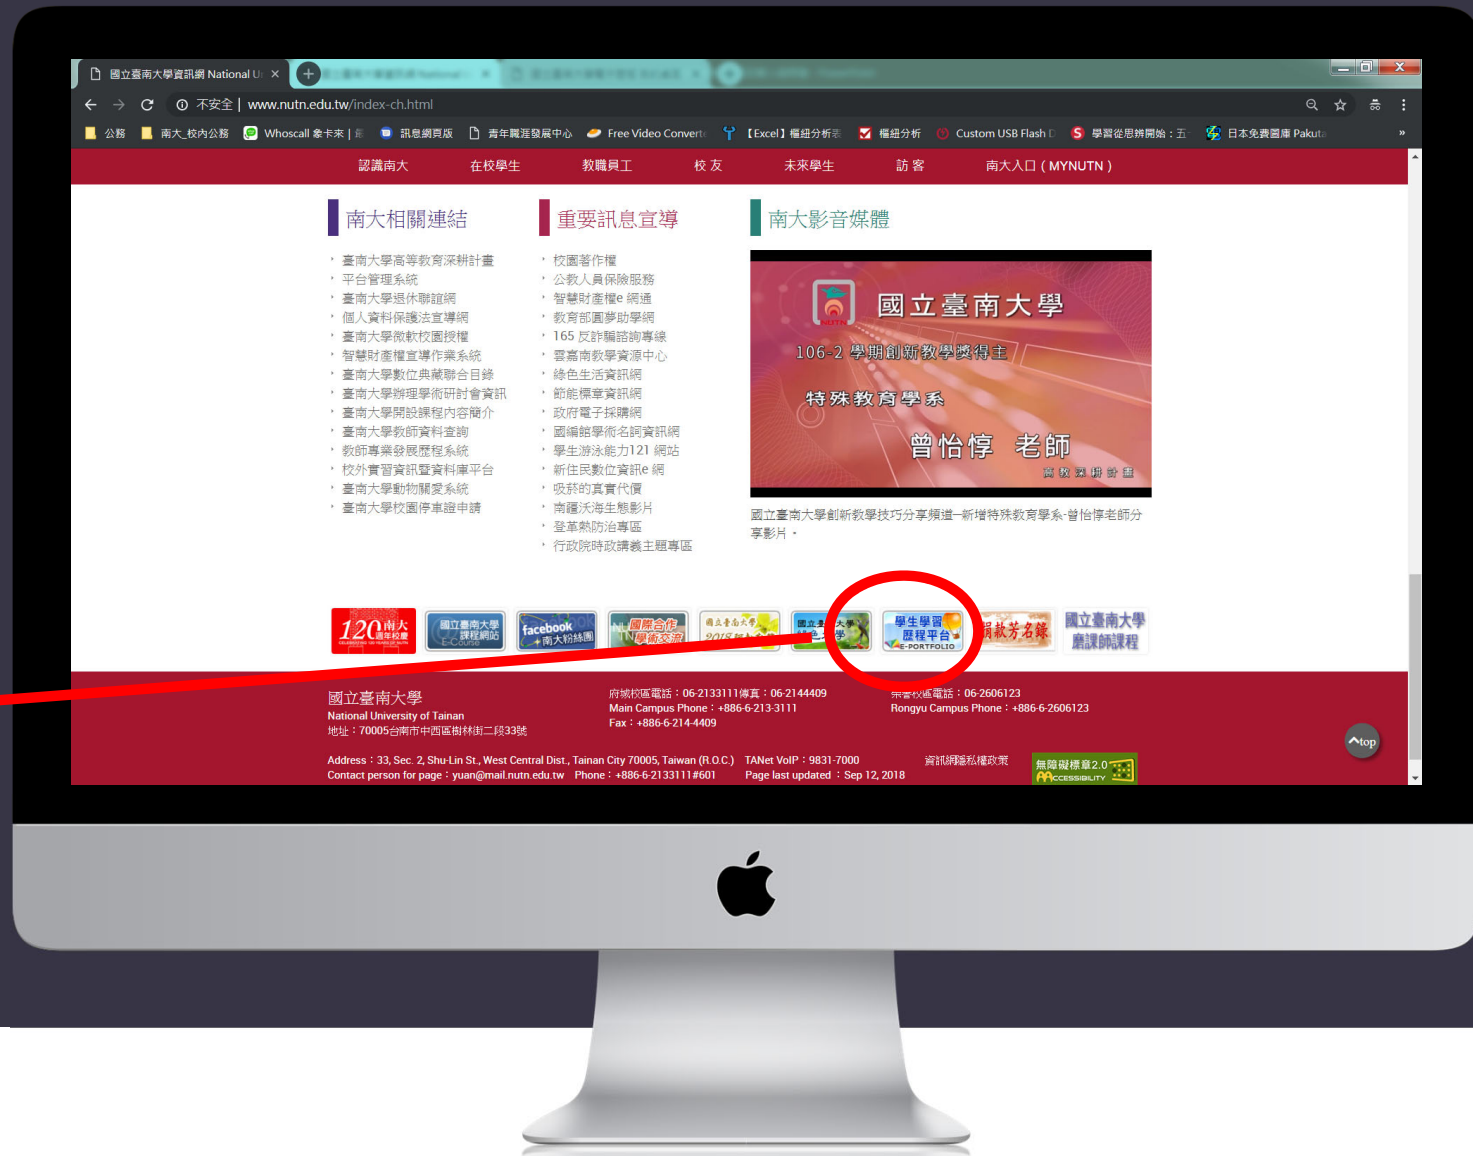 國立臺南大學資訊網 National U
不安全 | www.nutn.edu.tw/index-ch.html
公務 南大_校內公務 Whoscall 象卡來 | 訊息網頁版 青年職涯發展中心 Free Video Converte 【Excel】樞紐分析表 樞紐分析 Custom USB Flash D 學習從思辨開始：五 日本免費圖庫 Pakuta »
認識南大 在校學生 教職員工 校 友 未來學生 訪 客 南大入口 ( MYNUTN )
南大相關連結
臺南大學高等教育深耕計畫
平台管理系統
臺南大學退休聯誼網
個人資料保護法宣導網
臺南大學微軟校園授權
智慧財產權宣導作業系統
臺南大學數位典藏聯合目錄
臺南大學辦理學術研討會資訊
臺南大學開設課程內容簡介
臺南大學教師資料查詢
教師專業發展歷程系統
校外實習資訊暨資料庫平台
臺南大學動物關愛系統
臺南大學校園停車證申請
重要訊息宣導
校園著作權
公教人員保險服務
智慧財產權e 網通
教育部圓夢助學網
165 反詐騙諮詢專線
雲嘉南教學資源中心
綠色生活資訊網
節能標章資訊網
政府電子採購網
國編館學術名詞資訊網
學生游泳能力121 網站
新住民數位資訊e 網
吸菸的真實代價
南疆沃海生態影片
登革熱防治專區
行政院時政講義主題專區
南大影音媒體
NUTN
國立臺南大學
106-2 學期創新教學獎得主
特殊教育學系
曾怡惇 老師
高教深耕計畫
國立臺南大學創新教學技巧分享頻道─新增特殊教育學系-曾怡惇老師分
享影片。
120 南大
週年校慶
國立臺南大學
課程網站
E-Course
facebook
+南大粉絲團
國際合作
學術交流
國立臺南大學
2018
學生學習
歷程平台
E-PORTFOLIO
捐款芳名錄
國立臺南大學
磨課師課程
國立臺南大學
National University of Tainan
地址：70005台南市中西區樹林街二段33號
府城校區電話：06-2133111傳真：06-2144409
Main Campus Phone：+886-6-213-3111
Fax：+886-6-214-4409
榮譽校區電話：06-2606123
Rongyu Campus Phone：+886-6-2606123
Address：33, Sec. 2, Shu-Lin St., West Central Dist., Tainan City 70005, Taiwan (R.O.C.) TANet VoIP：9831-7000
Contact person for page：yuan@mail.nutn.edu.tw Phone：+886-6-2133111#601 Page last updated ：Sep 12, 2018
資訊網隱私權政策
無障礙標章2.0
ACCESSIBILITY
top